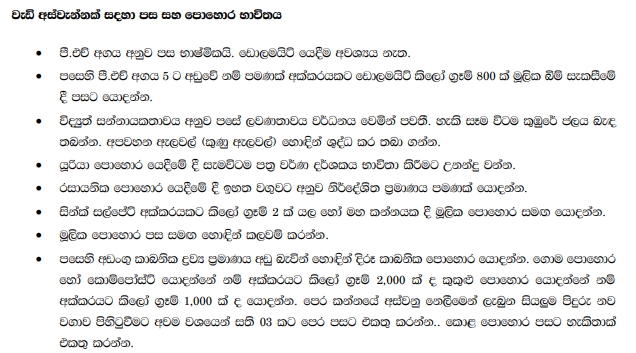 වැඩි අස්වැන්නක් සඳහා පස සහ පොහොර භාවිතය
• පී.එච් අගය අනුව පස භාෂ්මිකයි. ඩොලමයිට් යෙදීම අවශ්‍යය නැත.
• පසෙහි පී.එච් අගය 5 ට අඩුවේ නම් පමණක් අක්කරයකට ඩොලමයිට් කිලෝ ග්‍රෑම් 800 ක් මූලික බිම් සැකසීමේ
දී පසට යොදන්න.
• විද්‍යුත් සන්නායකතාවය අනුව පසේ ලවණතාවය වර්ධනය වෙමින් පවතී. හැකි සෑම විටම කුඹුරේ ජලය බැඳ
තබන්න. අපවහන ඇලවල් (කුණු ඇලවල්) හොඳින් ශුද්ධ කර තබා ගන්න.
• යූරියා පොහොර යෙදීමේ දී සැමවිටම පත්‍ර වර්ණ දර්ශකය භාවිතා කිරීමට උනන්දු වන්න.
• රසායනික පොහොර යෙදීමේ දී ඉහත වගුවට අනුව නිර්දේශිත ප්‍රමාණය පමණක් යොදන්න.
• සින්ක් සල්පේට් අක්කරයකට කිලෝ ග්‍රෑම් 2 ක් යල හෝ මහ කන්නයක දී මූලික පොහොර සමඟ යොදන්න.
• මූලික පොහොර පස සමඟ හොඳින් කලවම් කරන්න.
• පසෙහි අඩංගු කාබනික ද්‍රව්‍ය ප්‍රමාණය අඩු බැවින් හොඳින් දිරූ කාබනික පොහොර යොදන්න. ගොම පොහොර
හෝ කොම්පෝස්ට් යොදන්නේ නම් අක්කරයට කිලෝ ග්‍රෑම් 2,000 ක් ද කුකුළු පොහොර යොදන්නේ නම්
අක්කරයට කිලෝ ග්‍රෑම් 1,000 ක් ද යොදන්න. පෙර කන්නයේ අස්වනු නෙලීමෙන් ලැබුන සියලුම පිදුරු නව
වගාව පිහිටුවීමට අවම වශයෙන් සති 03 කට පෙර පසට එකතු කරන්න.. කොළ පොහොර පසට හැකිතාක්
එකතු කරන්න.